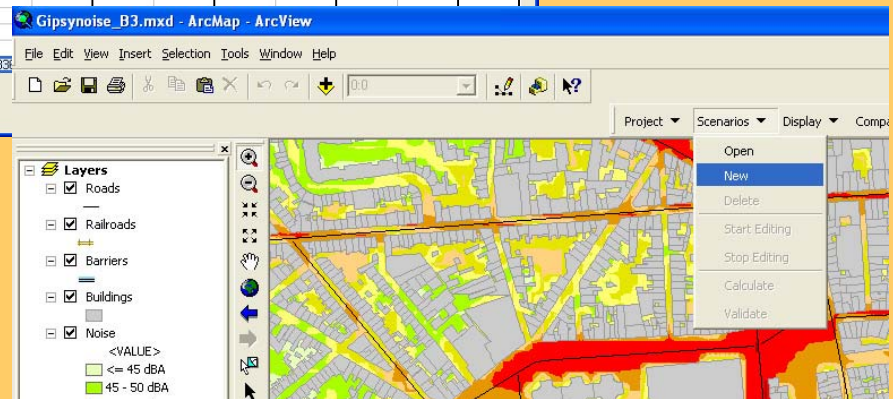 Gipsynoise_B3.mxd - ArcMap - ArcView
File Edit View Insert Selection Tools Window Help
0:0
Project Scenarios Display
Open
New
Delete
Start Editing
Stop Editing
Calculate
Validate
Layers
Roads
Railroads
Barriers
Buildings
Noise
<VALUE>
<= 45 dBA
45 - 50 dBA